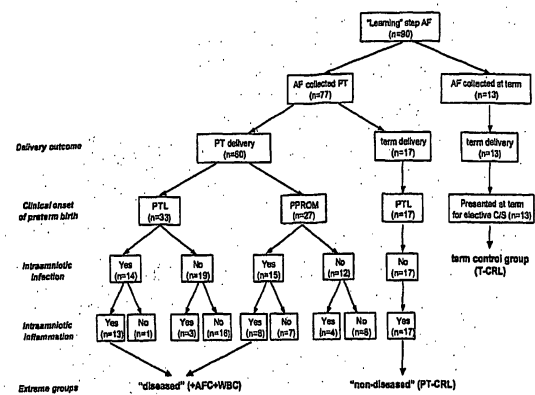 "Learning" step AF
(n=90)
AF collected PT
(n=77)
AF collected at term
(n=13)
Delivery outcome
PT delivery
(n=60)
term delivery
(n=17)
term delivery
(n=13)
Clinical onset
of preterm birth
PTL
(n=33)
PPROM
(n=27)
PTL
(n=17)
Presented at term
for elective C/S (n=13)
term control group
(T-CRL)
Intraamniotic
infection
Yes
(n=14)
No
(n=19)
Yes
(n=15)
No
(n=12)
No
(n=17)
Intraamniotic
inflammation
Yes
(n=13)
No
(n=1)
Yes
(n=3)
No
(n=16)
Yes
(n=8)
No
(n=7)
Yes
(n=4)
No
(n=8)
Yes
(n=17)
Extreme groups
"diseased" (+AFC+WBC)
"non-diseased" (PT-CRL)